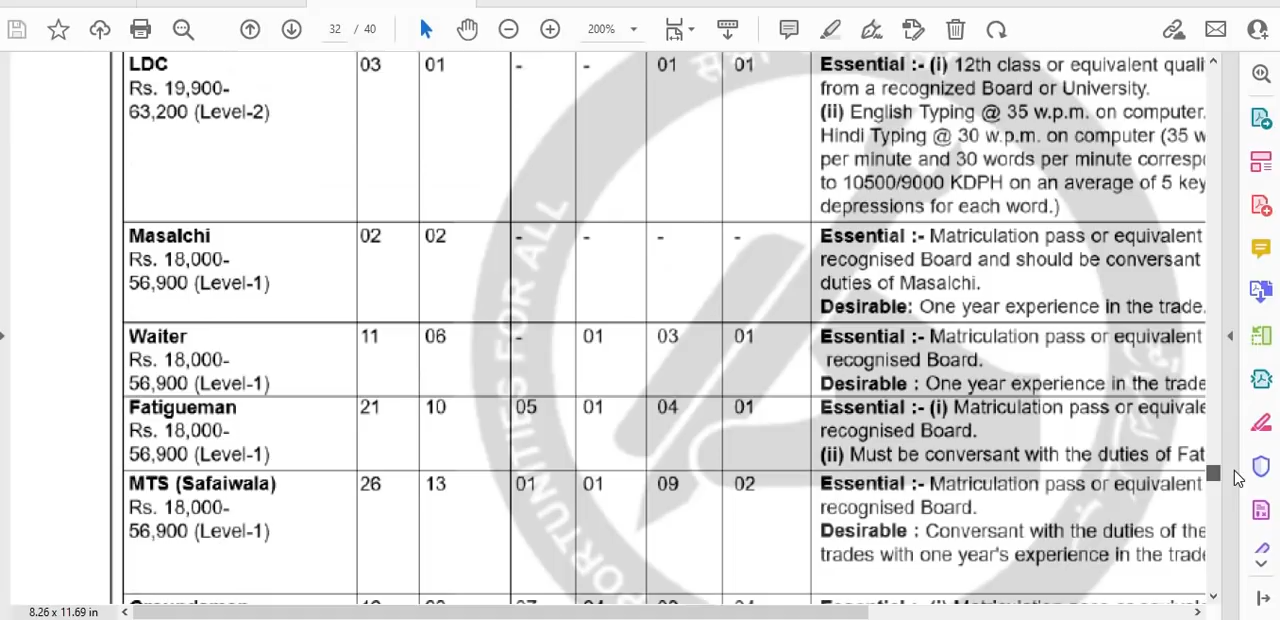 32 / 40
200%
LDC 03 01 - - 01 01 Essential :- (i) 12th class or equivalent quali
Rs. 19,900- from a recognized Board or University.
63,200 (Level-2) (ii) English Typing @ 35 w.p.m. on computer.
Hindi Typing @ 30 w.p.m. on computer (35 w
per minute and 30 words per minute corresp
to 10500/9000 KDPH on an average of 5 key
depressions for each word.)
Masalchi 02 02 - - - - Essential :- Matriculation pass or equivalent
Rs. 18,000- recognised Board and should be conversant
56,900 (Level-1) duties of Masalchi.
Desirable: One year experience in the trade.
Waiter 11 06 - 01 03 01 Essential :- Matriculation pass or equivalent
Rs. 18,000- recognised Board.
56,900 (Level-1) Desirable : One year experience in the trade
Fatigueman 21 10 05 01 04 01 Essential :- (i) Matriculation pass or equivale
Rs. 18,000- recognised Board.
56,900 (Level-1) (ii) Must be conversant with the duties of Fat
MTS (Safaiwala) 26 13 01 01 09 02 Essential :- Matriculation pass or equivalent
Rs. 18,000- recognised Board.
56,900 (Level-1) Desirable : Conversant with the duties of the
trades with one year's experience in the trade
OPPORTUNITIES FOR ALL
8.26 x 11.69 in